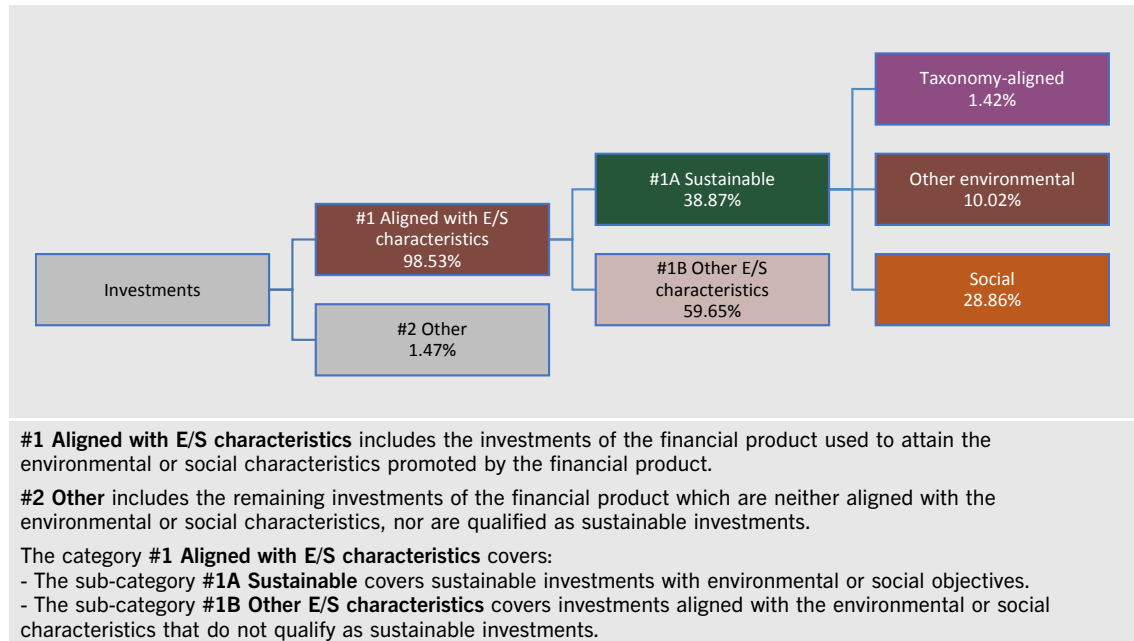 Investments
#1 Aligned with E/S
characteristics
98.53%
#2 Other
1.47%
#1A Sustainable
38.87%
#1B Other E/S
characteristics
59.65%
Taxonomy-aligned
1.42%
Other environmental
10.02%
Social
28.86%
#1 Aligned with E/S characteristics includes the investments of the financial product used to attain the
environmental or social characteristics promoted by the financial product.
#2 Other includes the remaining investments of the financial product which are neither aligned with the
environmental or social characteristics, nor are qualified as sustainable investments.
The category #1 Aligned with E/S characteristics covers:
- The sub-category #1A Sustainable covers sustainable investments with environmental or social objectives.
- The sub-category #1B Other E/S characteristics covers investments aligned with the environmental or social
characteristics that do not qualify as sustainable investments.